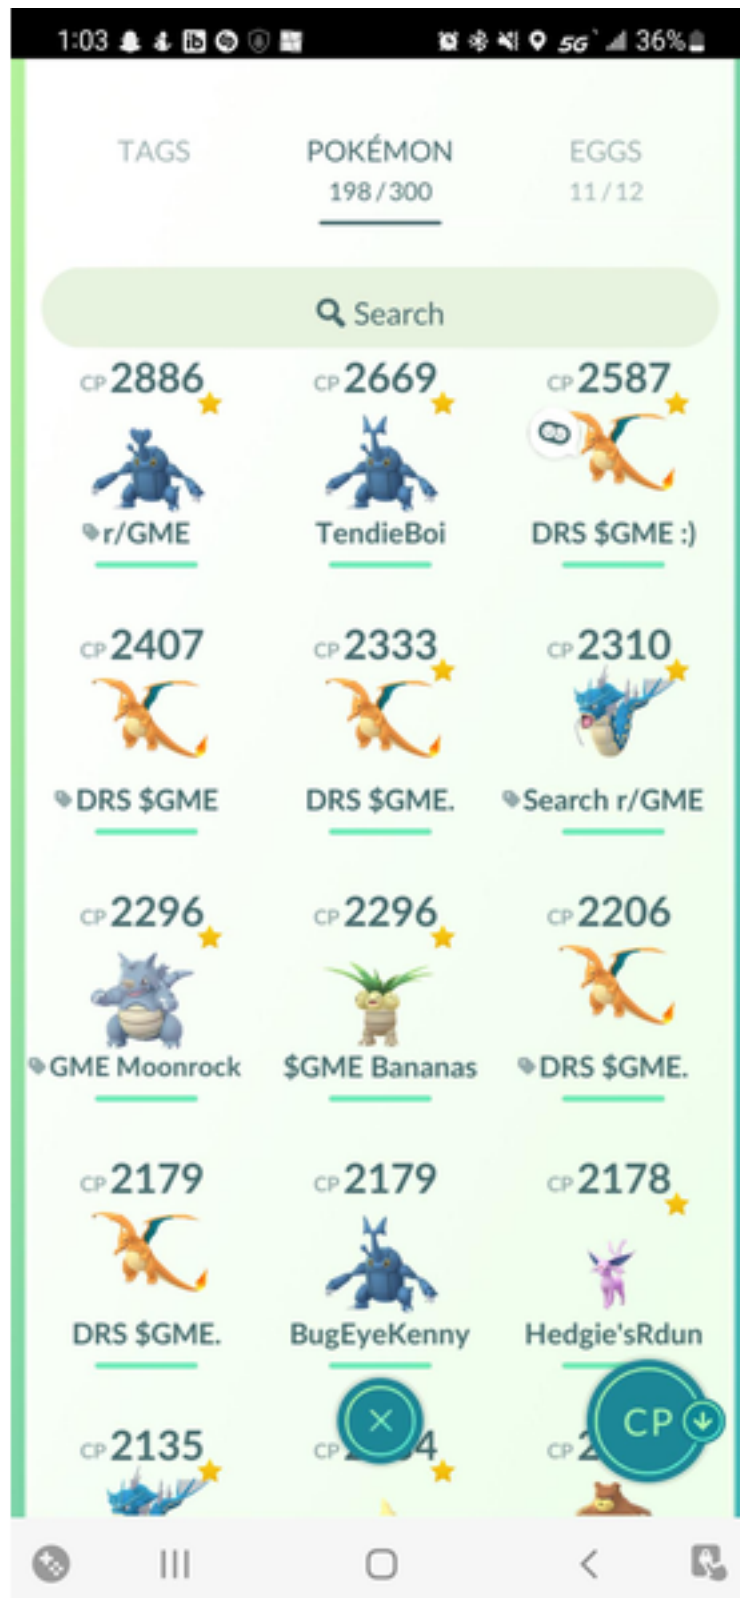 1:03 5G 36%
TAGS POKÉMON EGGS
198/300 11/12
Search
CP 2886 CP 2669 CP 2587
r/GME TendieBoi DRS $GME :)
CP 2407 CP 2333 CP 2310
DRS $GME DRS $GME. Search r/GME
CP 2296 CP 2296 CP 2206
GME Moonrock $GME Bananas DRS $GME.
CP 2179 CP 2179 CP 2178
DRS $GME. BugEyeKenny Hedgie'sRdun
CP
CP 2135 CP CP